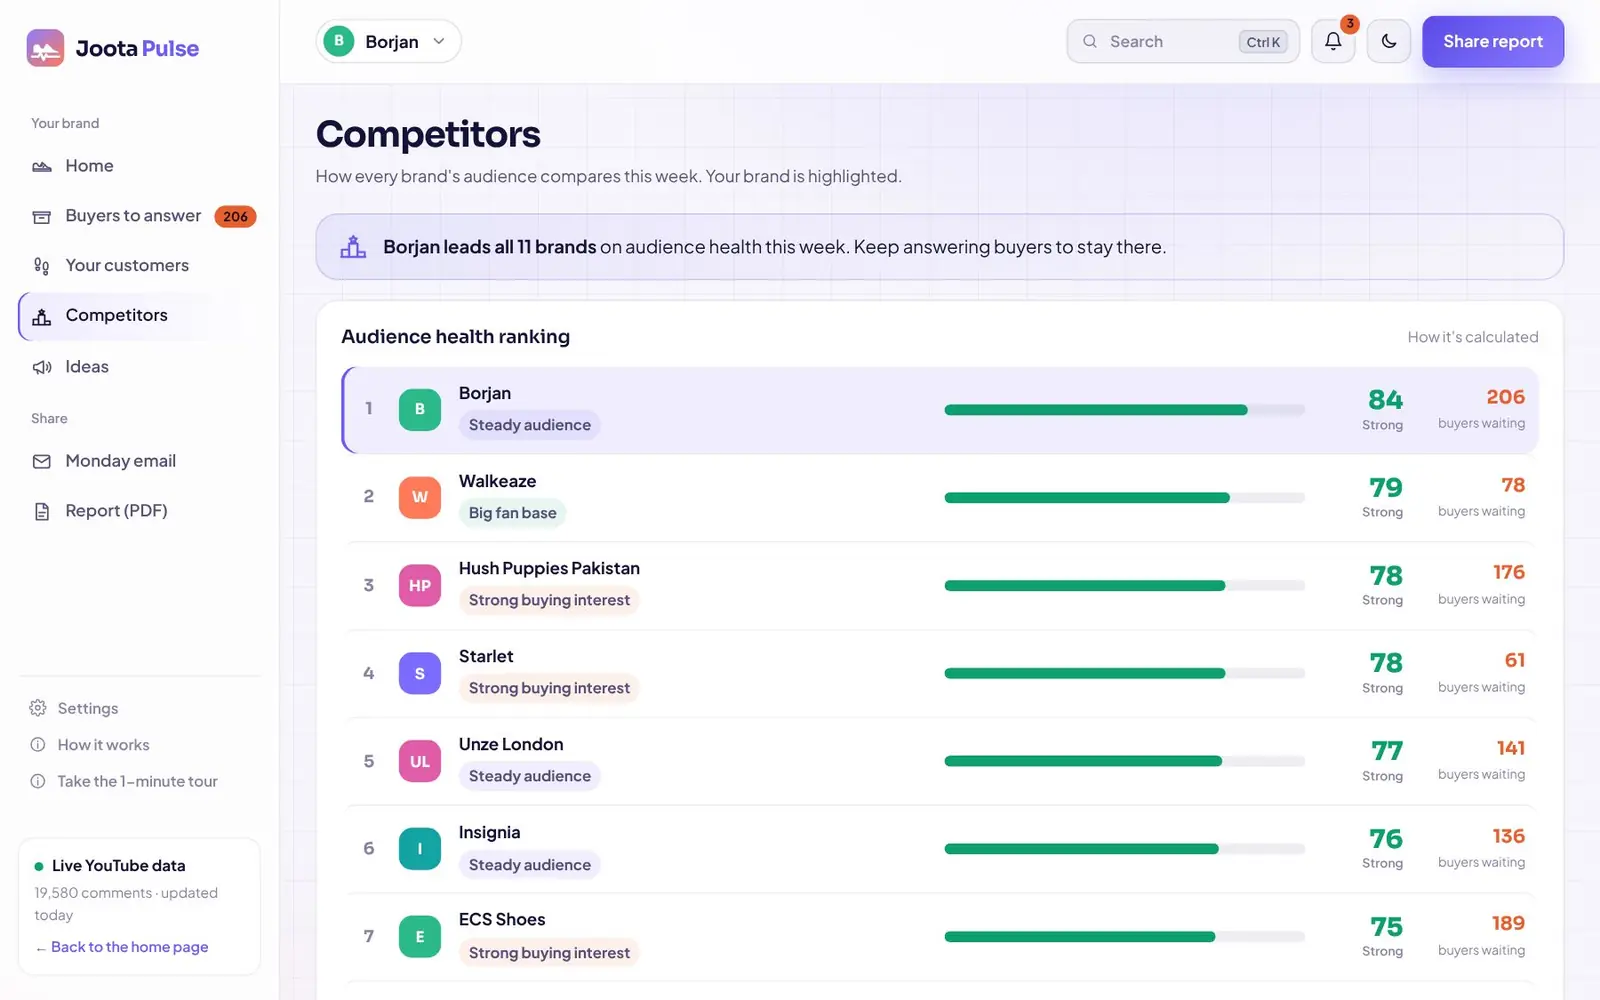 Joota Pulse
B Borjan
Search Ctrl K
3
Share report
Your brand
Home
Buyers to answer 206
Your customers
Competitors
Ideas
Share
Monday email
Report (PDF)
Settings
How it works
Take the 1-minute tour
Live YouTube data
19,580 comments · updated
today
← Back to the home page
Competitors
How every brand's audience compares this week. Your brand is highlighted.
Borjan leads all 11 brands on audience health this week. Keep answering buyers to stay there.
Audience health ranking
How it's calculated
1 B Borjan 84 206
Steady audience Strong buyers waiting
2 W Walkeaze 79 78
Big fan base Strong buyers waiting
3 HP Hush Puppies Pakistan 78 176
Strong buying interest Strong buyers waiting
4 S Starlet 78 61
Strong buying interest Strong buyers waiting
5 UL Unze London 77 141
Steady audience Strong buyers waiting
6 I Insignia 76 136
Steady audience Strong buyers waiting
7 E ECS Shoes 75 189
Strong buying interest Strong buyers waiting